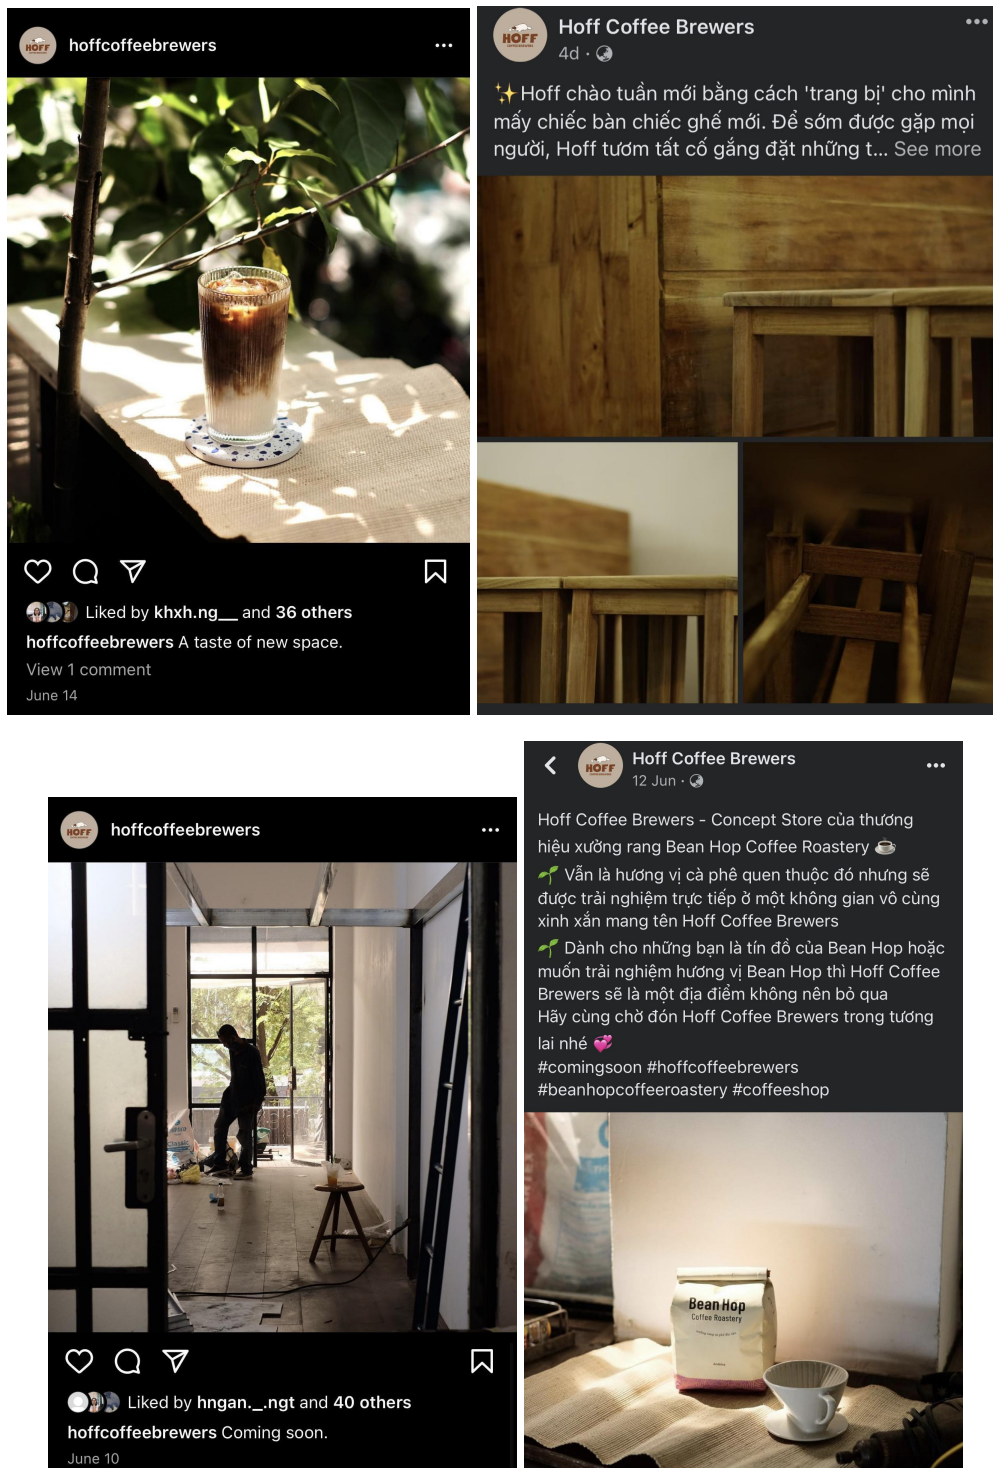 HOFF
hoffcoffeebrewers
Liked by khxh.ng__ and 36 others
hoffcoffeebrewers A taste of new space.
View 1 comment
June 14
HOFF
Hoff Coffee Brewers
4d ·
✨Hoff chào tuần mới bằng cách 'trang bị' cho mình
mấy chiếc bàn chiếc ghế mới. Để sớm được gặp mọi
người, Hoff tươm tất cố gắng đặt những t... See more
HOFF
hoffcoffeebrewers
Classic
Liked by hngan._.ngt and 40 others
hoffcoffeebrewers Coming soon.
June 10
HOFF
Hoff Coffee Brewers
12 Jun ·
Hoff Coffee Brewers - Concept Store của thương
hiệu xưởng rang Bean Hop Coffee Roastery ☕
🌱 Vẫn là hương vị cà phê quen thuộc đó nhưng sẽ
được trải nghiệm trực tiếp ở một không gian vô cùng
xinh xắn mang tên Hoff Coffee Brewers
🌱 Dành cho những bạn là tín đồ của Bean Hop hoặc
muốn trải nghiệm hương vị Bean Hop thì Hoff Coffee
Brewers sẽ là một địa điểm không nên bỏ qua
Hãy cùng chờ đón Hoff Coffee Brewers trong tương
lai nhé 💞
#comingsoon #hoffcoffeebrewers
#beanhopcoffeeroastery #coffeeshop
Bean Hop
Coffee Roastery